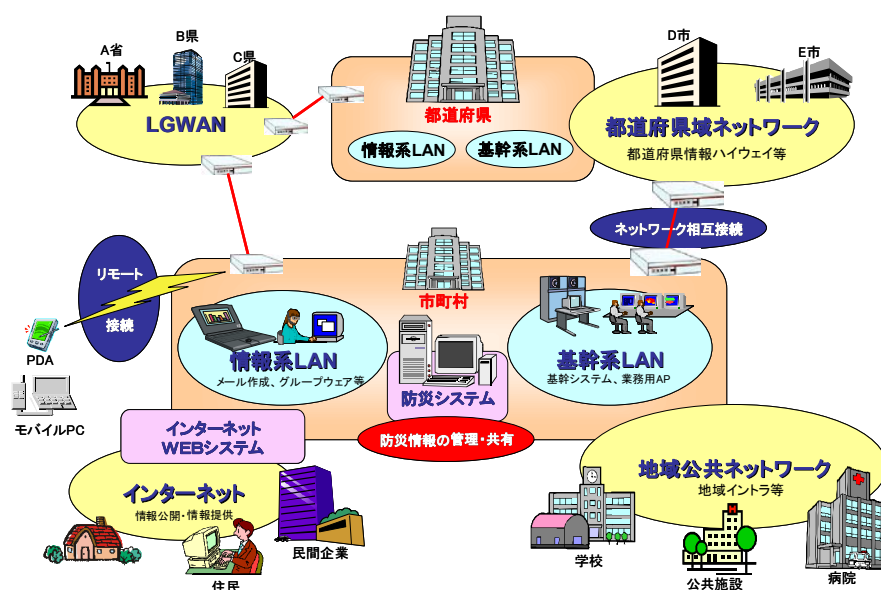 A省
B県
C県
LGWAN
都道府県
情報系LAN
基幹系LAN
D市
E市
都道府県域ネットワーク
都道府県情報ハイウェイ等
ネットワーク相互接続
リモート
接続
PDA
モバイルPC
市町村
情報系LAN
メール作成、グループウェア等
防災システム
基幹系LAN
基幹システム、業務用AP
防災情報の管理・共有
インターネット
WEBシステム
インターネット
情報公開・情報提供
民間企業
住民
地域公共ネットワーク
地域イントラ等
学校
H
公共施設
病院